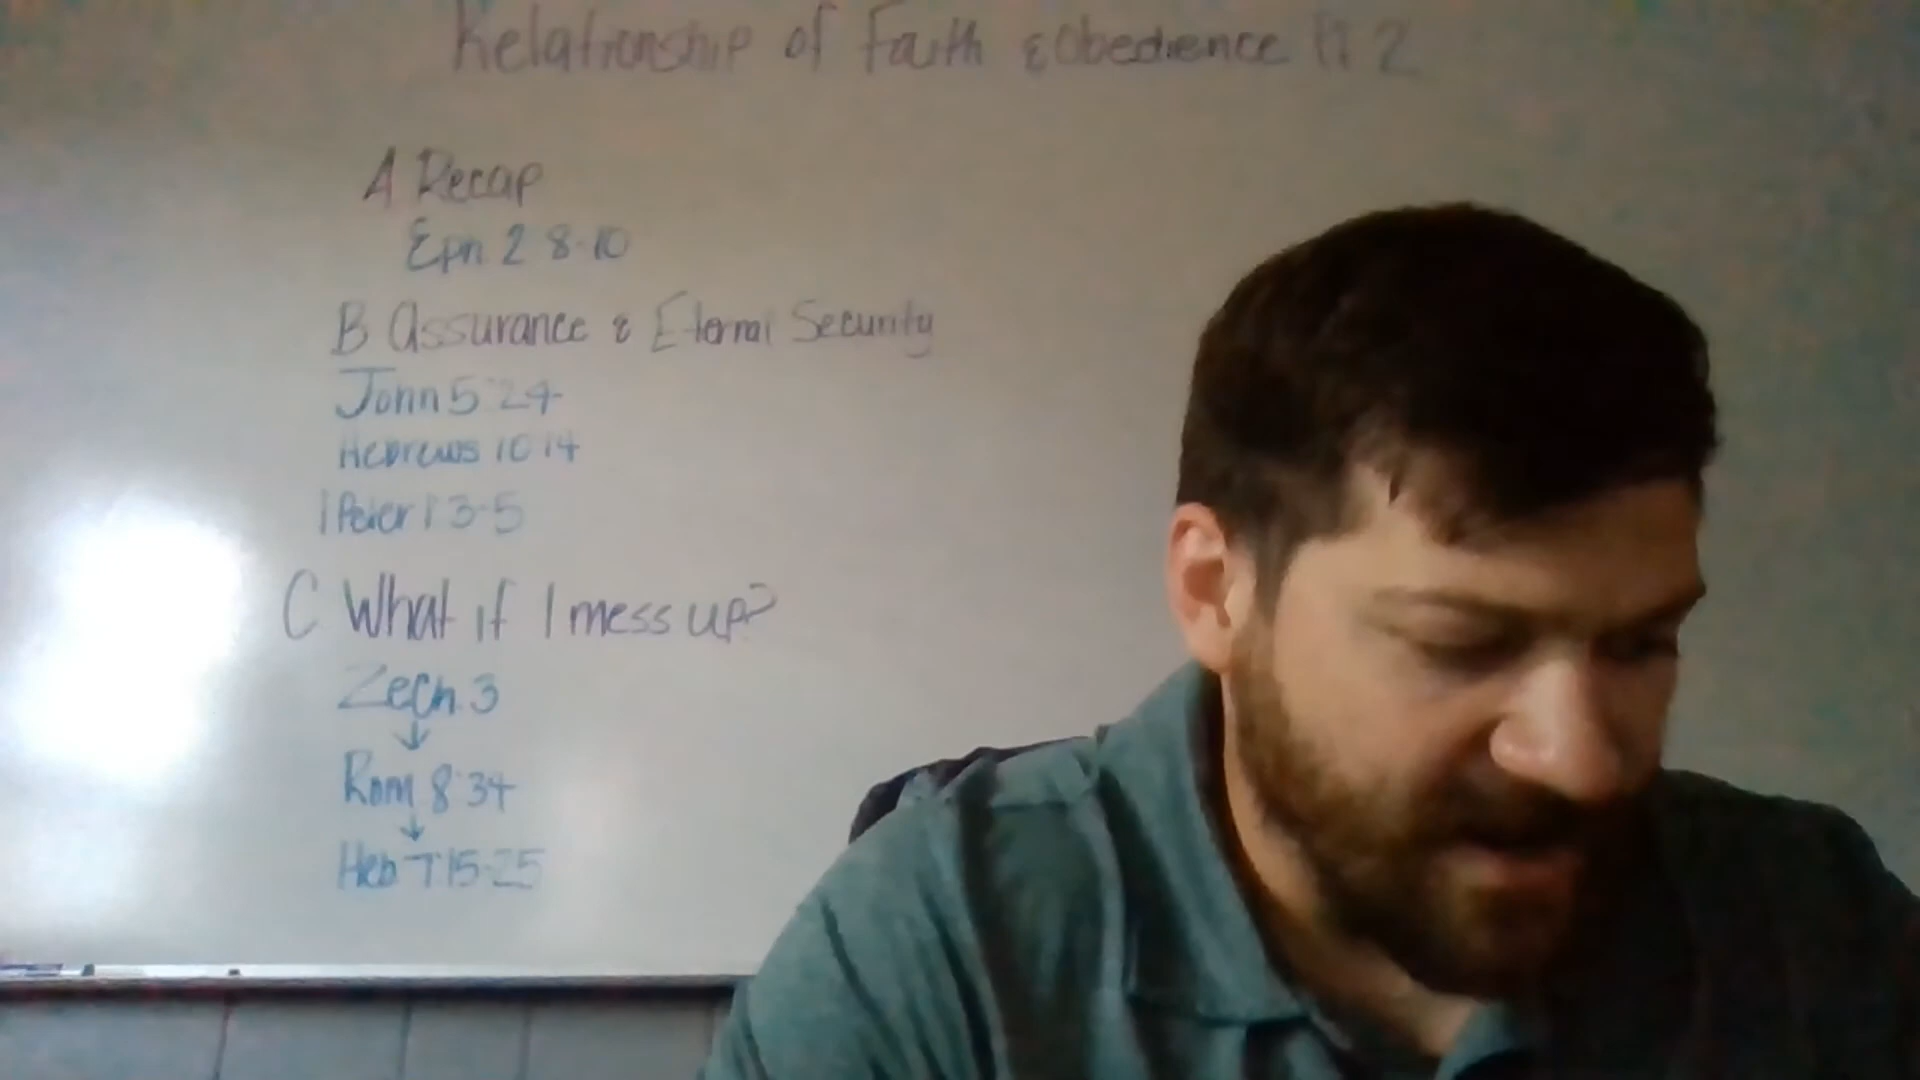 Relationship of Faith & Obedience Pt 2
A Recap
Eph 2 8-10
B Assurance & Eternal Security
John 5:24
Hebrews 10 14
1 Peter 1 3-5
C What if I mess up?
Zech. 3
↓
Rom 8:34
↓
Heb 7:15-25